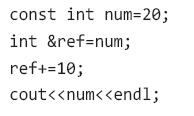 const int num=20;
int &ref=num;
ref+=10;
cout<<num<<endl;